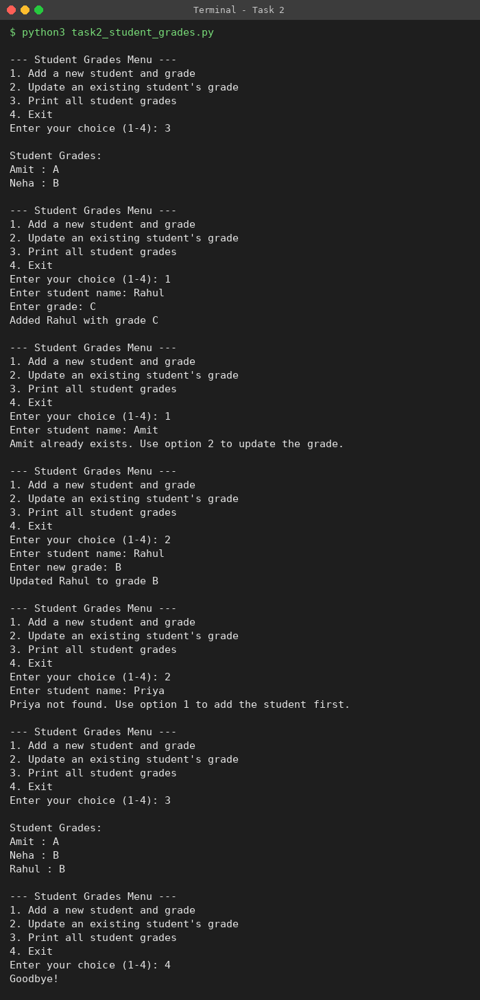 Terminal - Task 2
$ python3 task2_student_grades.py
--- Student Grades Menu ---
1. Add a new student and grade
2. Update an existing student's grade
3. Print all student grades
4. Exit
Enter your choice (1-4): 3
Student Grades:
Amit : A
Neha : B
--- Student Grades Menu ---
1. Add a new student and grade
2. Update an existing student's grade
3. Print all student grades
4. Exit
Enter your choice (1-4): 1
Enter student name: Rahul
Enter grade: C
Added Rahul with grade C
--- Student Grades Menu ---
1. Add a new student and grade
2. Update an existing student's grade
3. Print all student grades
4. Exit
Enter your choice (1-4): 1
Enter student name: Amit
Amit already exists. Use option 2 to update the grade.
--- Student Grades Menu ---
1. Add a new student and grade
2. Update an existing student's grade
3. Print all student grades
4. Exit
Enter your choice (1-4): 2
Enter student name: Rahul
Enter new grade: B
Updated Rahul to grade B
--- Student Grades Menu ---
1. Add a new student and grade
2. Update an existing student's grade
3. Print all student grades
4. Exit
Enter your choice (1-4): 2
Enter student name: Priya
Priya not found. Use option 1 to add the student first.
--- Student Grades Menu ---
1. Add a new student and grade
2. Update an existing student's grade
3. Print all student grades
4. Exit
Enter your choice (1-4): 3
Student Grades:
Amit : A
Neha : B
Rahul : B
--- Student Grades Menu ---
1. Add a new student and grade
2. Update an existing student's grade
3. Print all student grades
4. Exit
Enter your choice (1-4): 4
Goodbye!